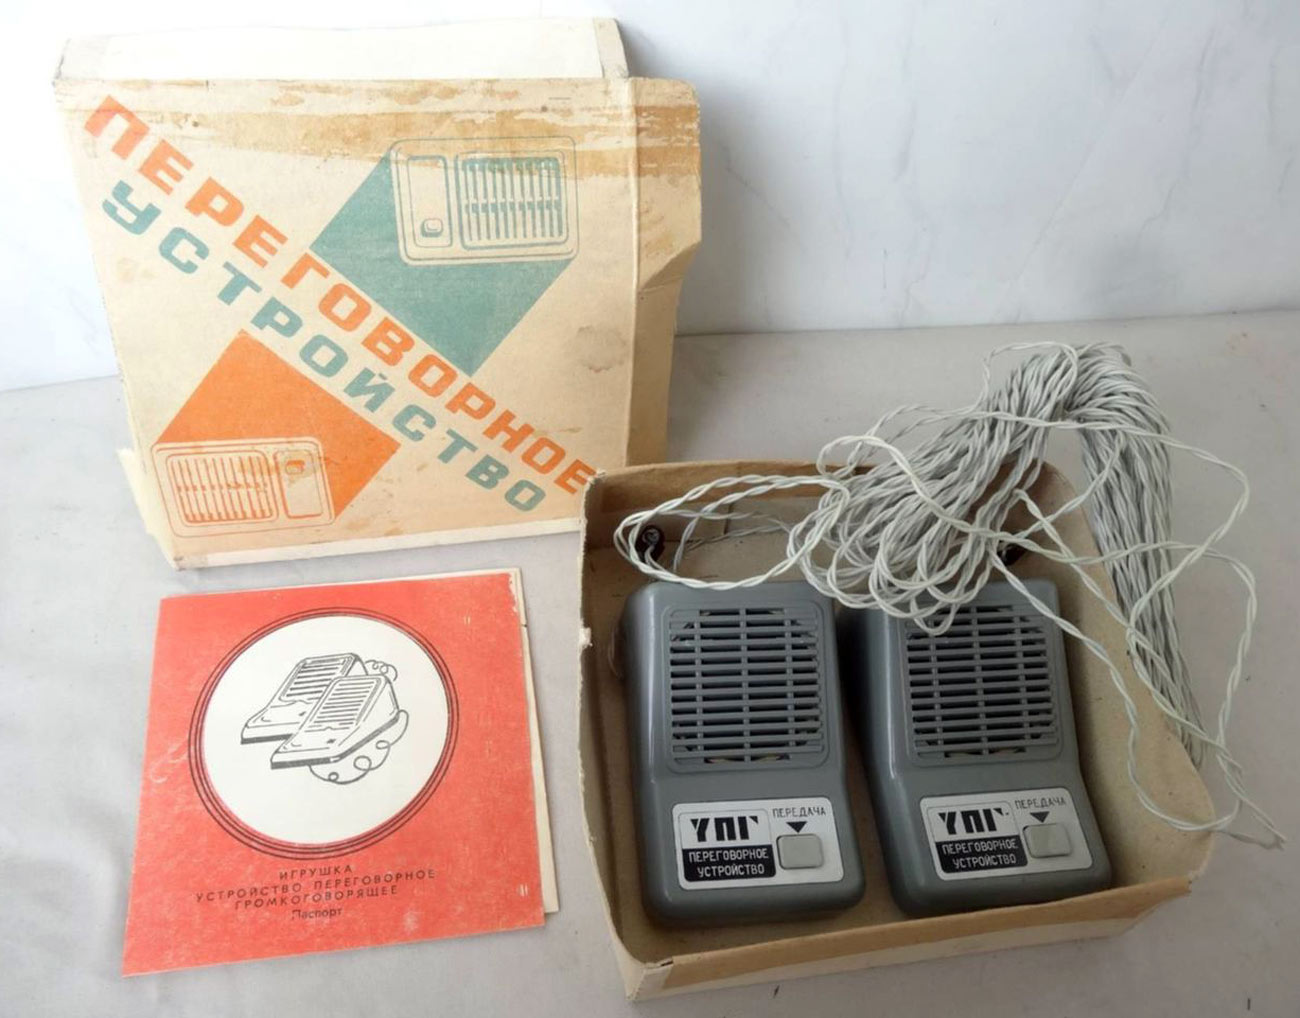 ПЕРЕГОВОРНОЕ
УСТРОЙСТВО
ИГРУШКА
УСТРОЙСТВО ПЕРЕГОВОРНОЕ
ГРОМКОГОВОРЯЩЕЕ
Паспорт
УПГ
ПЕРЕДАЧА
ПЕРЕГОВОРНОЕ
УСТРОЙСТВО
УПГ
ПЕРЕДАЧА
ПЕРЕГОВОРНОЕ
УСТРОЙСТВО